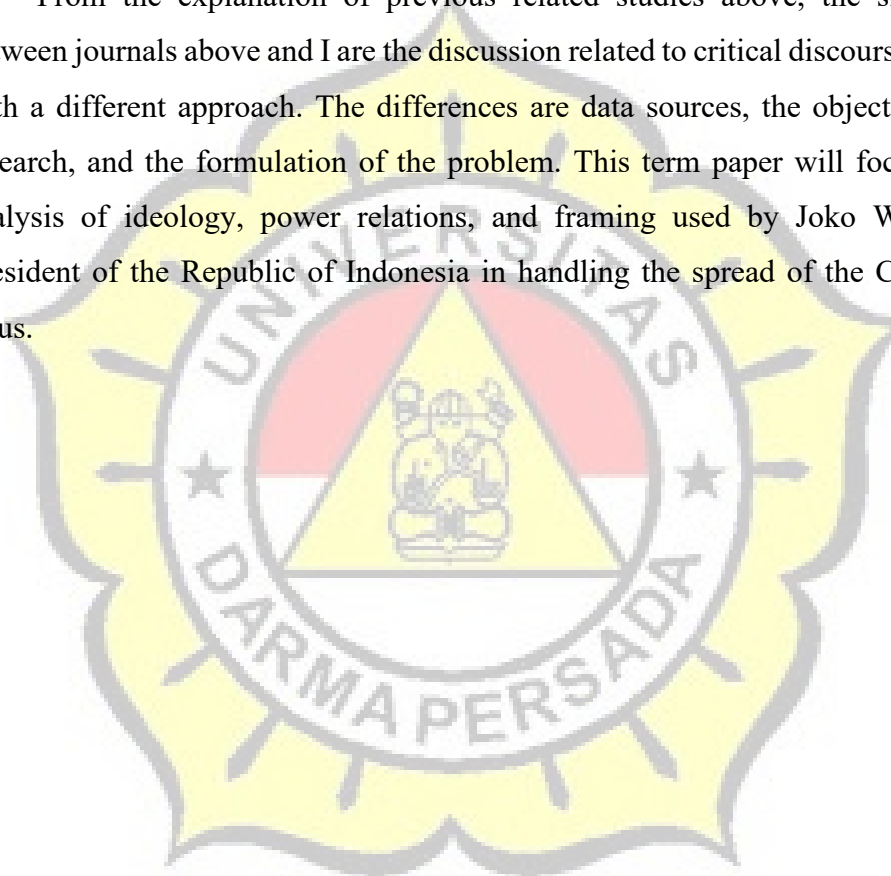 From the explanation of previous related studies above, the
tween journals above and I are the discussion related to critical discours
th a different approach. The differences are data sources, the object
earch, and the formulation of the problem. This term paper will foc
alysis of ideology, power relations, and framing used by Joko W
esident of the Republic of Indonesia in handling the spread of the C
us.
UNIVERSITAS
DARMA PERSADA